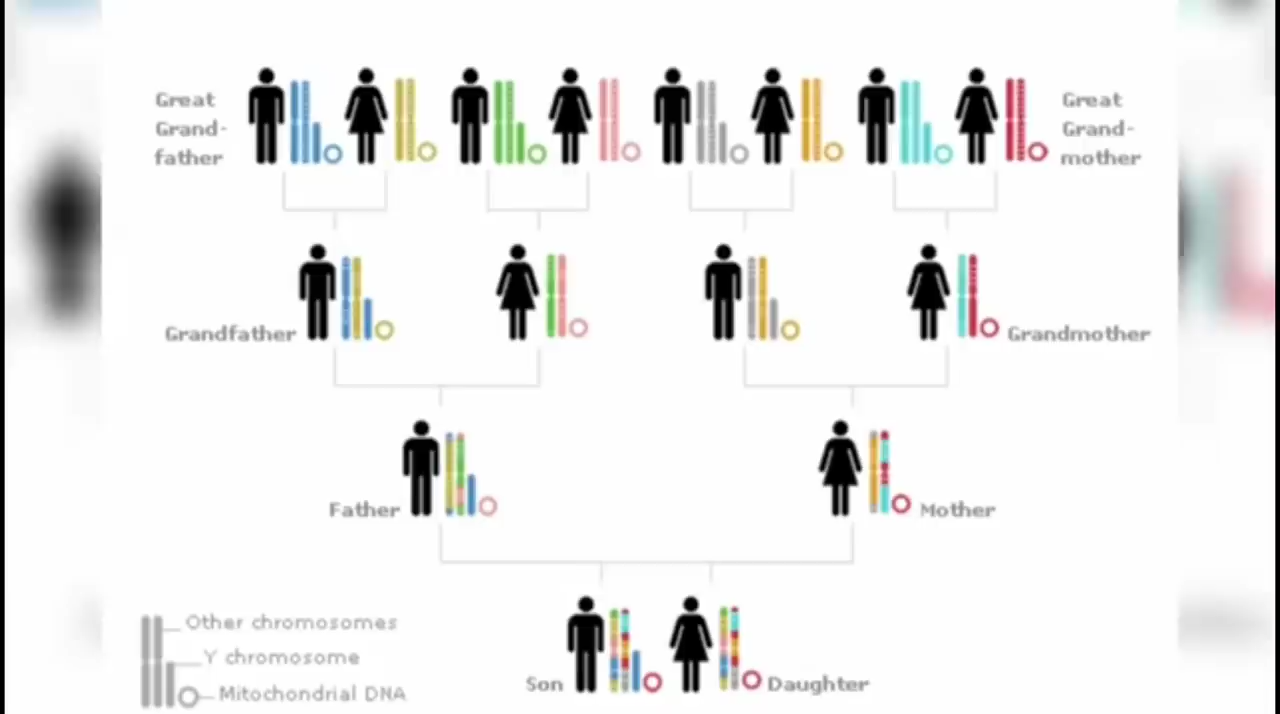 Great
Grand-
father
Great
Grand-
mother
Grandfather
Grandmother
Father
Mother
Other chromosomes
Y chromosome
Mitochondrial DNA
Son
Daughter